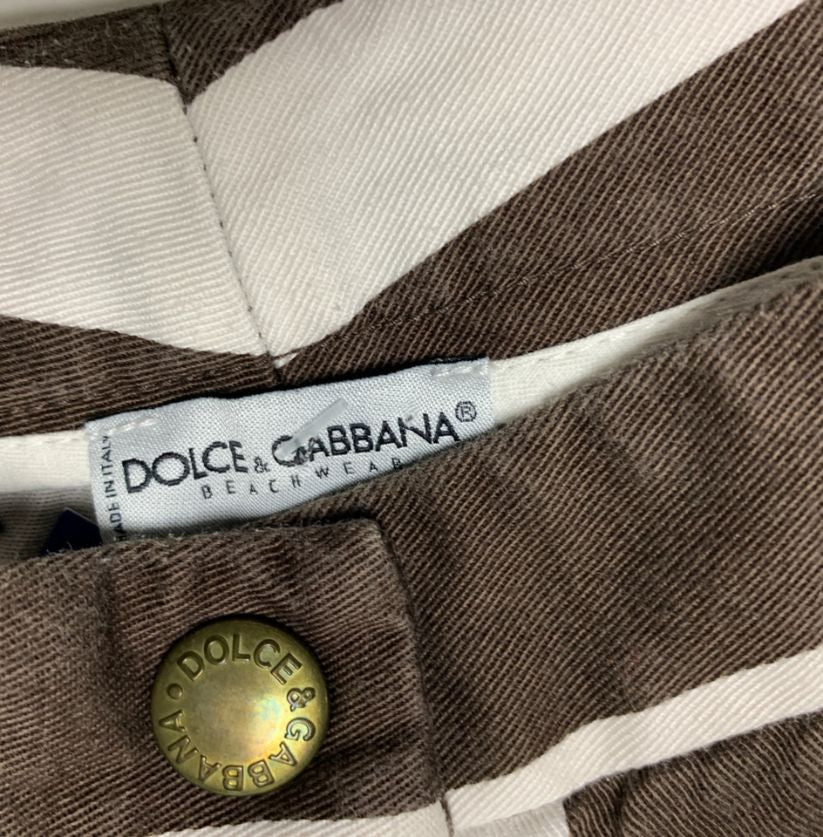 DOLCE & GABBANA®
BEACHWEAR
MADE IN ITALY
DOLCE & GABBANA